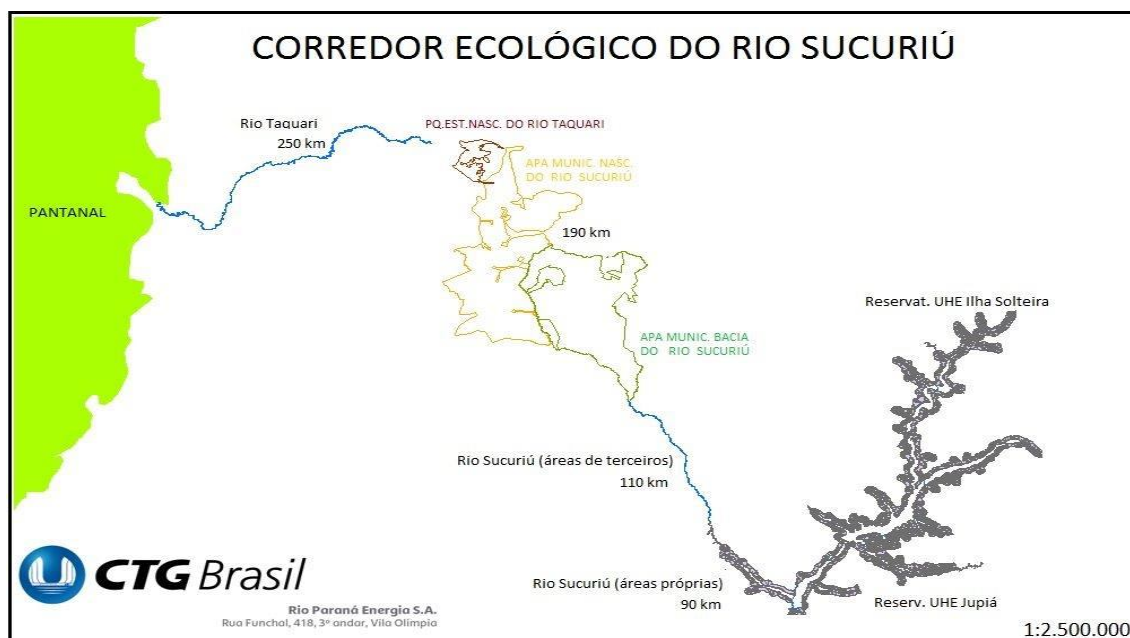 CORREDOR ECOLÓGICO DO RIO SUCURIÚ
Rio Taquari
250 km
PQ.EST.NASC. DO RIO TAQUARI
APA MUNIC. NASC.
DO RIO SUCURIÚ
PANTANAL
190 km
Reservat. UHE Ilha Solteira
APA MUNIC. BACIA
DO RIO SUCURIÚ
Rio Sucuriú (áreas de terceiros)
110 km
CTG Brasil
Rio Sucuriú (áreas próprias)
90 km
Reserv. UHE Jupiá
Rio Paraná Energia S.A.
Rua Funchal, 418, 3º andar, Vila Olímpia
1:2.500.000